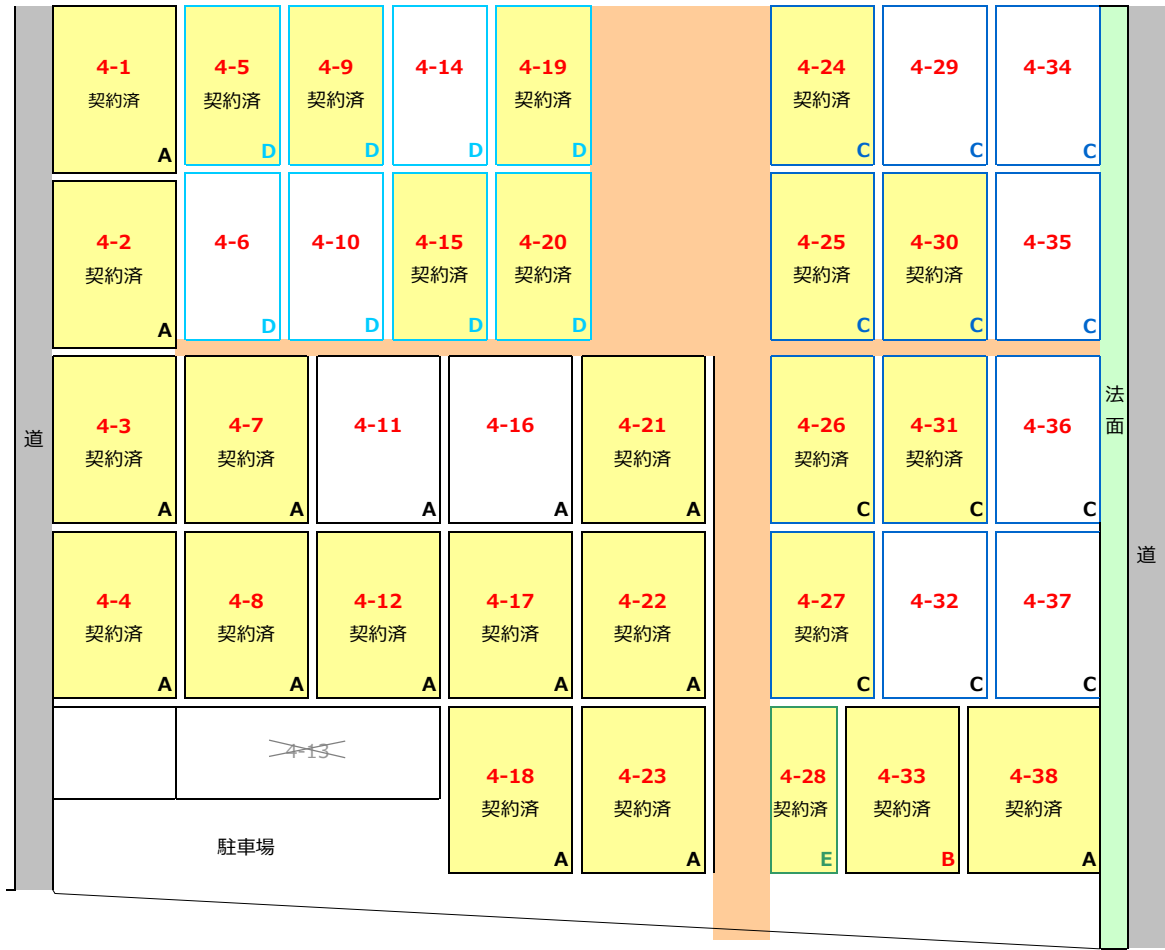 4-1
契約済
A
4-5
契約済
D
4-9
契約済
D
4-14
D
4-19
契約済
D
4-24
契約済
C
4-29
C
4-34
C
4-2
契約済
A
4-6
D
4-10
D
4-15
契約済
D
4-20
契約済
D
4-25
契約済
C
4-30
契約済
C
4-35
C
道
4-3
契約済
A
4-7
契約済
A
4-11
A
4-16
A
4-21
契約済
A
4-26
契約済
C
4-31
契約済
C
4-36
C
法
面
道
4-4
契約済
A
4-8
契約済
A
4-12
契約済
A
4-17
契約済
A
4-22
契約済
A
4-27
契約済
C
4-32
C
4-37
C
4-13
4-18
契約済
A
4-23
契約済
A
4-28
契約済
E
4-33
契約済
B
4-38
契約済
A
駐車場